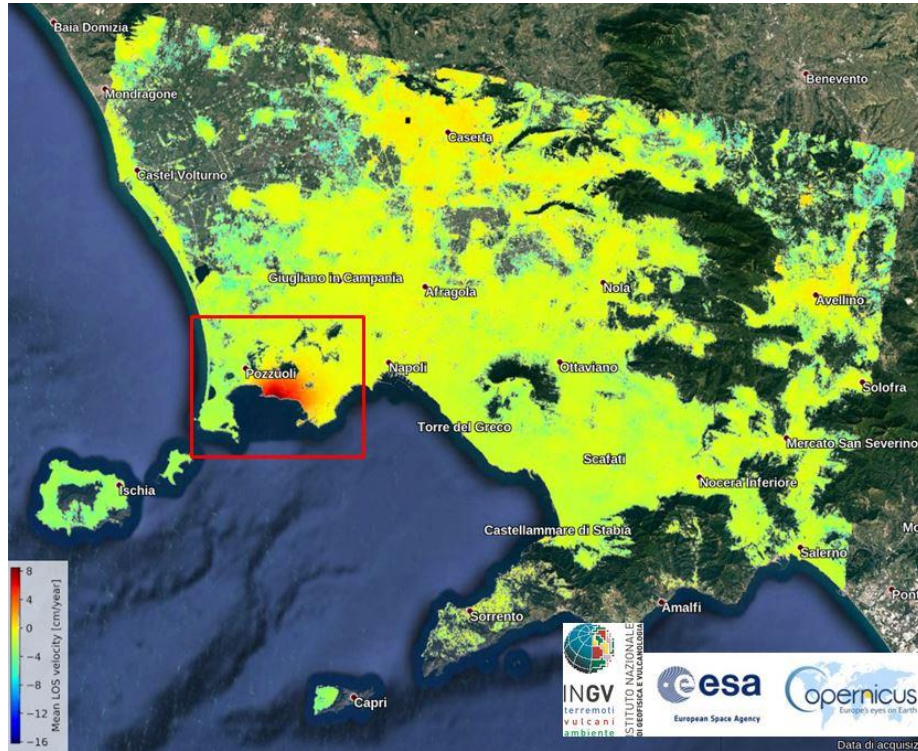 Baia Domizia
Mondragone
Benevento
Caserta
Castel Volturno
Giugliano in Campania
Afragola
Nola
Avellino
Pozzuoli
Napoli
Ottaviano
Solofra
Torre del Greco
Mercato San Severino
Scafati
Nocera Inferiore
Ischia
Castellammare di Stabia
Salerno
Sorrento
Amalfi
Capri
Mean LOS velocity [cm/year]
8
4
0
−4
−8
−12
−16
INGV
terremoti
vulcani
ambiente
ISTITUTO NAZIONALE
DI GEOFISICA E VULCANOLOGIA
esa
European Space Agency
opernicus
Europe's eyes on Earth
Data di acquisiz